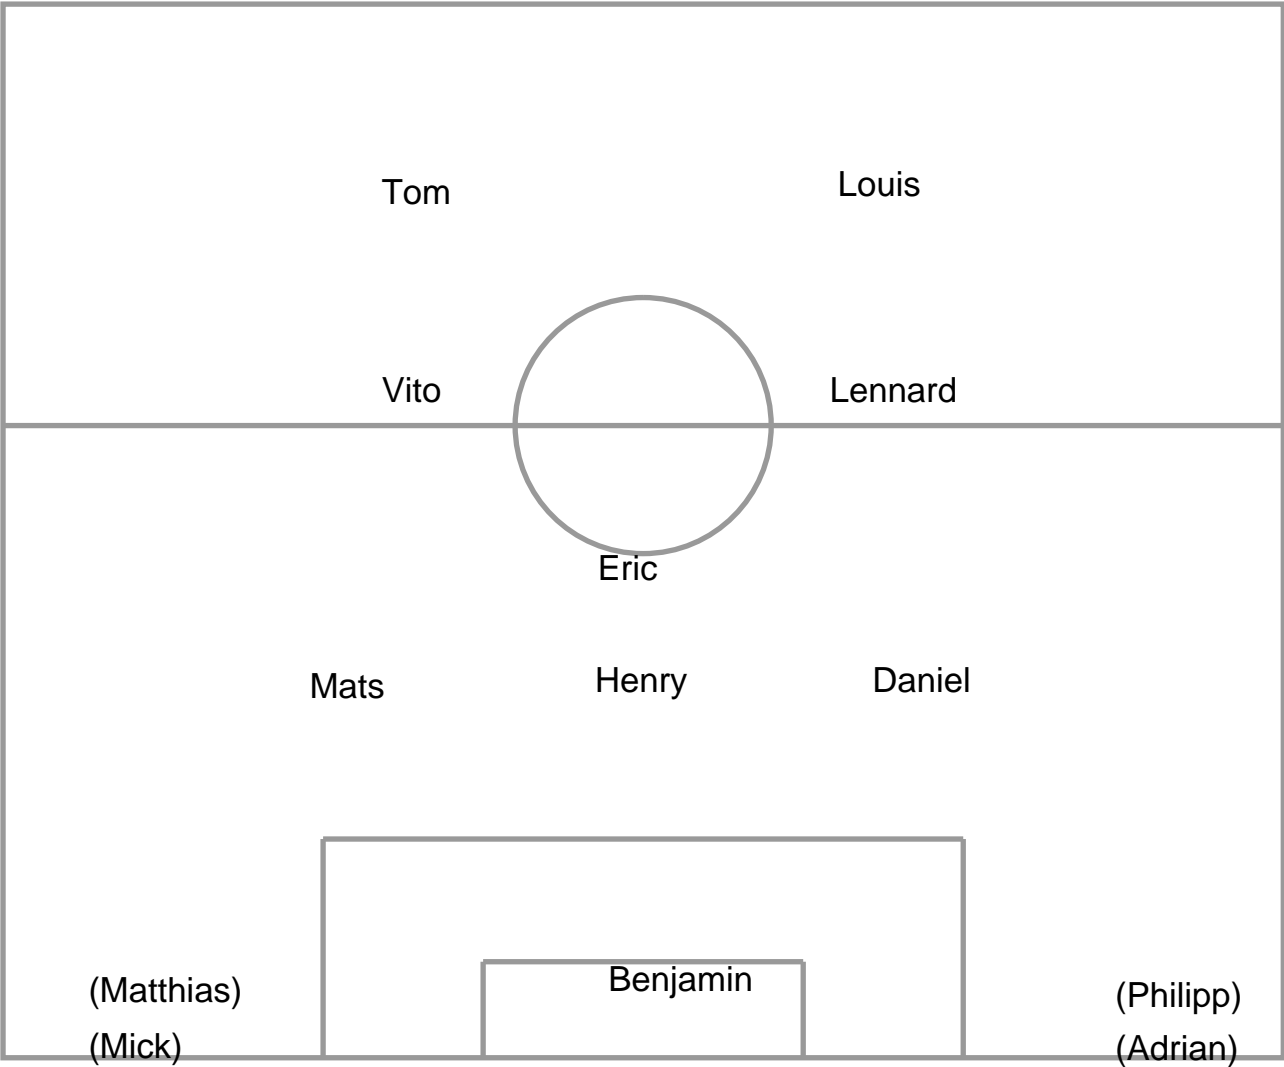 Tom Louis
Vito Lennard
Eric
Mats Henry Daniel
Benjamin
(Matthias) (Philipp)
(Mick) (Adrian)